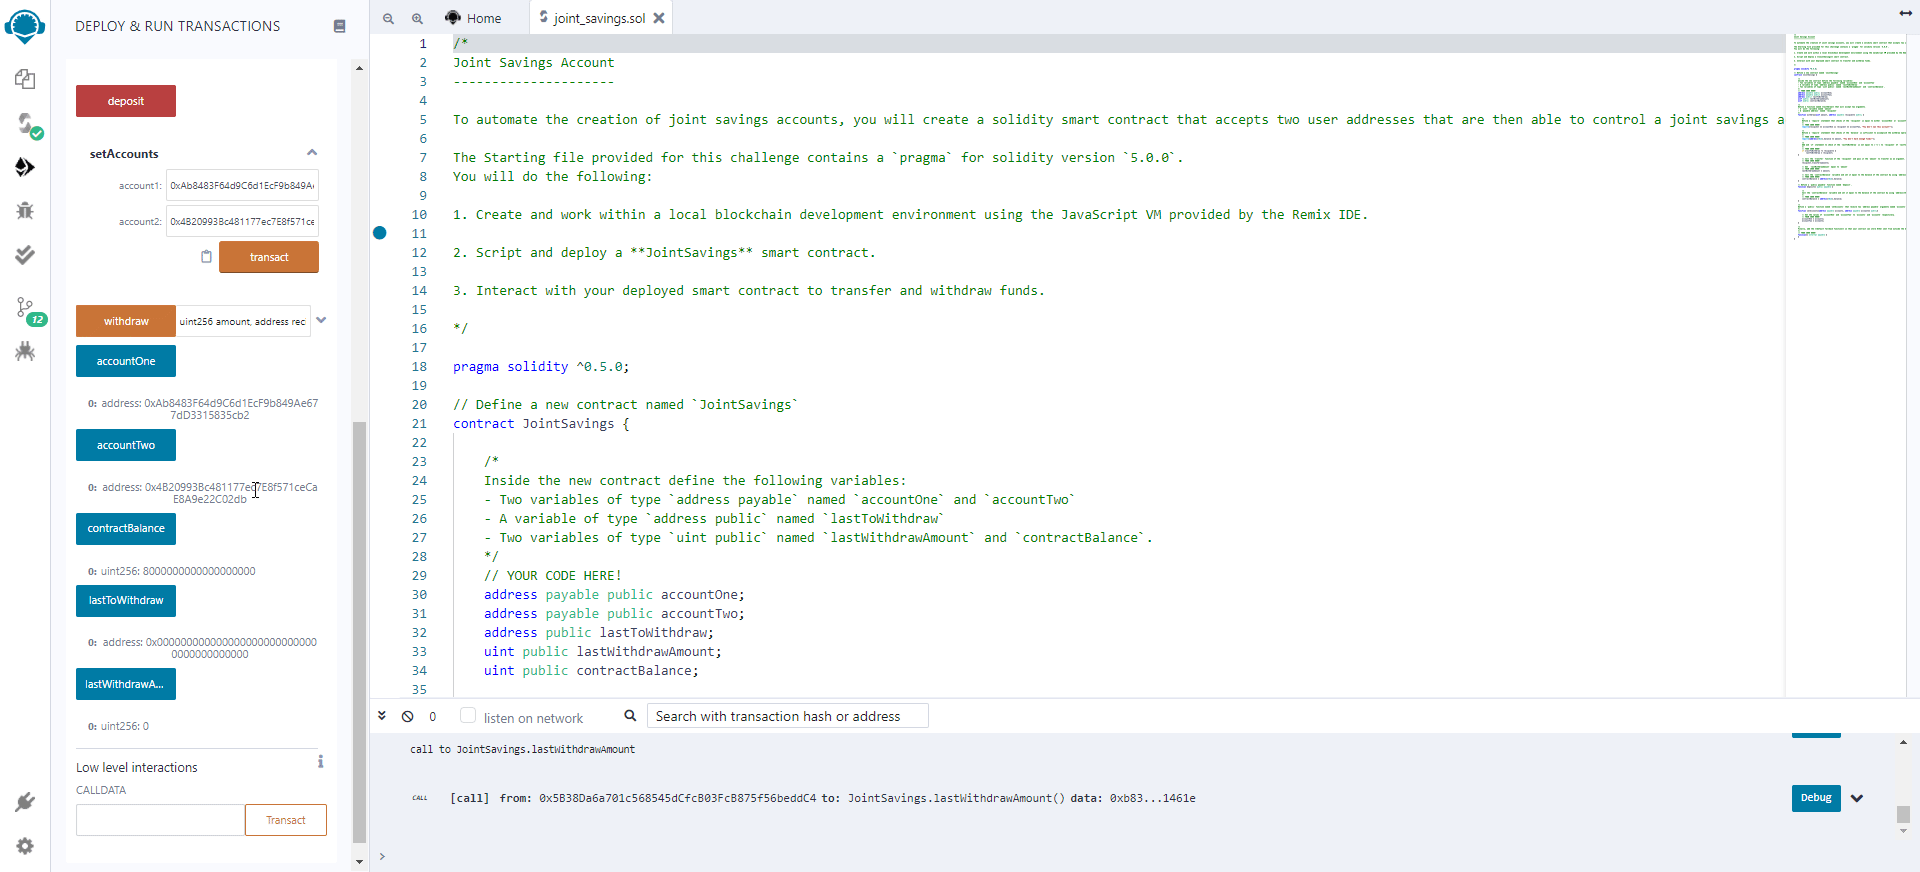 DEPLOY & RUN TRANSACTIONS
deposit
setAccounts
account1: 0xAb8483F64d9C6d1EcF9b849A
account2: 0x4B20993Bc481177ec7E8f571ce
transact
withdraw uint256 amount, address rec
accountOne
0: address: 0xAb8483F64d9C6d1EcF9b849Ae67
7dD3315835cb2
accountTwo
0: address: 0x4B20993Bc481177ec7E8f571ceCa
E8A9e22C02db
contractBalance
0: uint256: 8000000000000000000
lastToWithdraw
lastWithdrawA...
0: uint256: 0
Low level interactions
CALLDATA
Transact
12
Home
joint_savings.sol
1 /*
2 Joint Savings Account
3 ---------------------
4
5 To automate the creation of joint savings accounts, you will create a solidity smart contract that accepts two user addresses that are then able to control a joint savings a
6
7 The Starting file provided for this challenge contains a `pragma` for solidity version `5.0.0`.
8 You will do the following:
9
10 1. Create and work within a local blockchain development environment using the JavaScript VM provided by the Remix IDE.
11
12 2. Script and deploy a **JointSavings** smart contract.
13
14 3. Interact with your deployed smart contract to transfer and withdraw funds.
15
16 */
17
18 pragma solidity ^0.5.0;
19
20 // Define a new contract named `JointSavings`
21 contract JointSavings {
22
23 /*
24 Inside the new contract define the following variables:
25 - Two variables of type `address payable` named `accountOne` and `accountTwo`
26 - A variable of type `address public` named `lastToWithdraw`
27 - Two variables of type `uint public` named `lastWithdrawAmount` and `contractBalance`.
28 */
29 // YOUR CODE HERE!
30 address payable public accountOne;
31 address payable public accountTwo;
32 address public lastToWithdraw;
33 uint public lastWithdrawAmount;
34 uint public contractBalance;
35
0 listen on network Search with transaction hash or address
call to JointSavings.lastWithdrawAmount
CALL [call] from: 0x5B38Da6a701c568545dCfcB03FcB875f56beddC4 to: JointSavings.lastWithdrawAmount() data: 0xb83...1461e
Debug
>